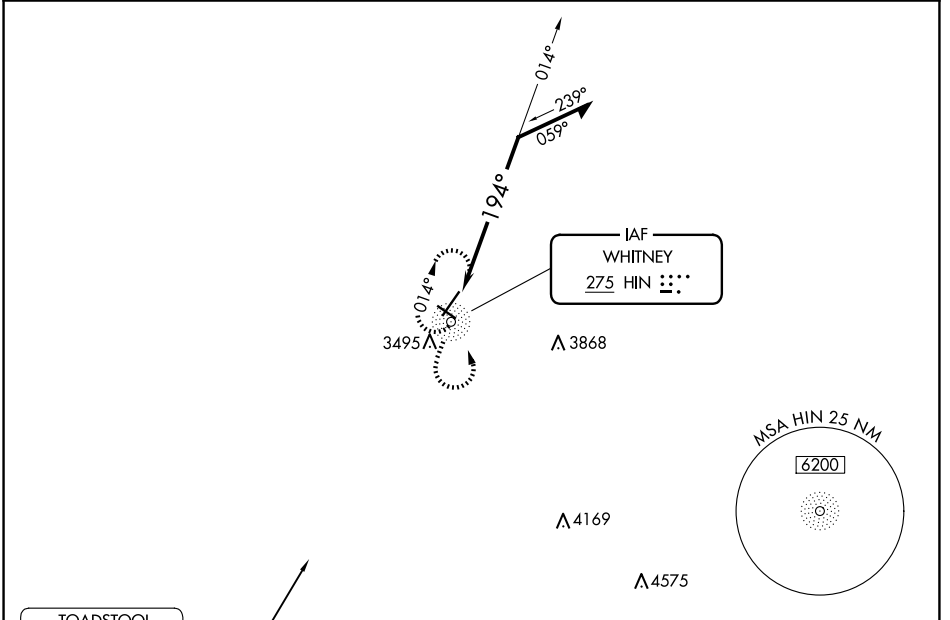 014°
239°
059°
194°
IAF
WHITNEY
275 HIN
014°
3495
3868
MSA HIN 25 NM
6200
4169
4575
TOADSTOOL